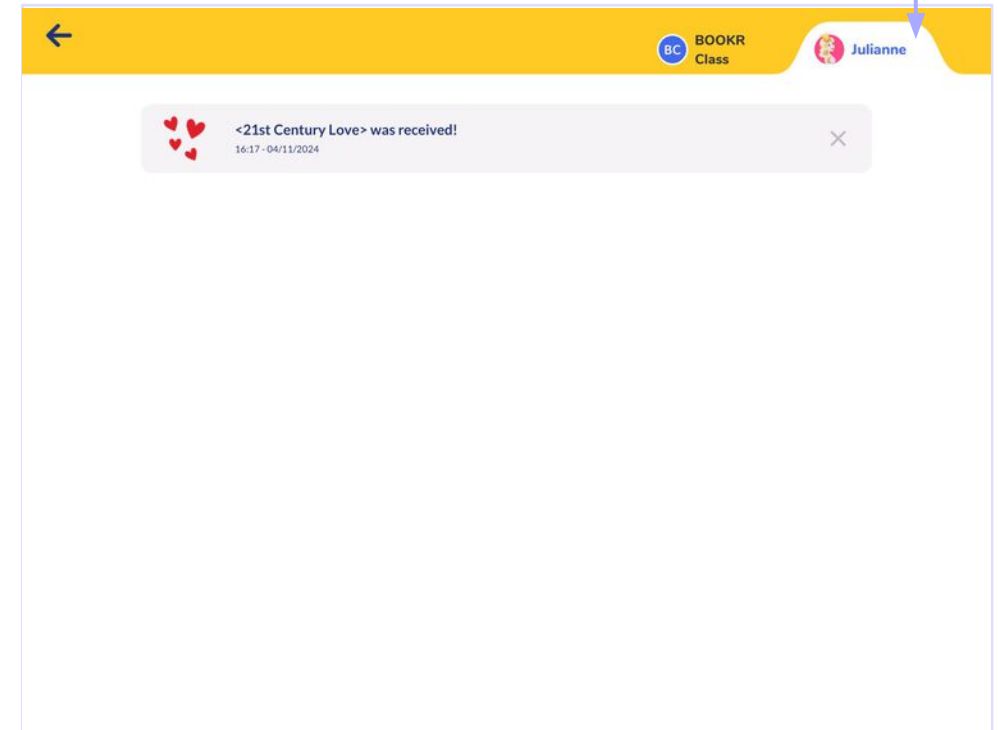 BC
BOOKR
Class
Julianne
<21st Century Love> was received!
16:17 - 04/11/2024